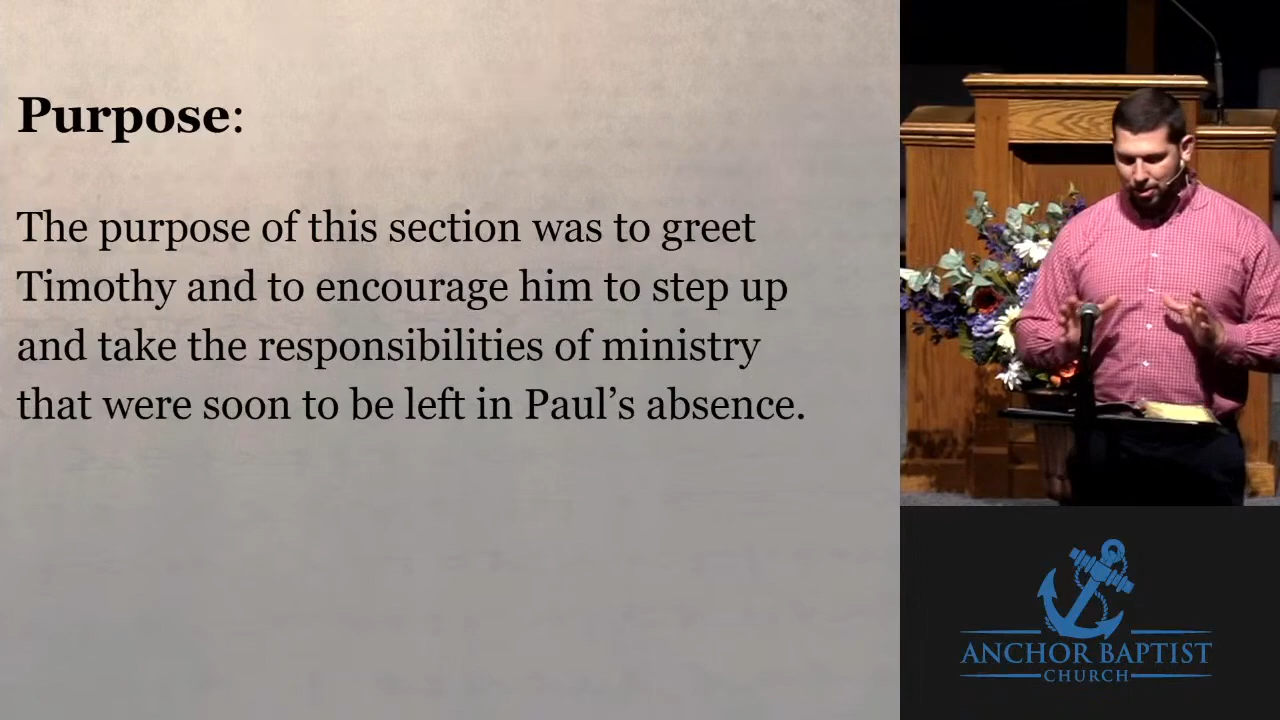 Purpose:
The purpose of this section was to greet
Timothy and to encourage him to step up
and take the responsibilities of ministry
that were soon to be left in Paul’s absence.
ANCHOR BAPTIST
CHURCH